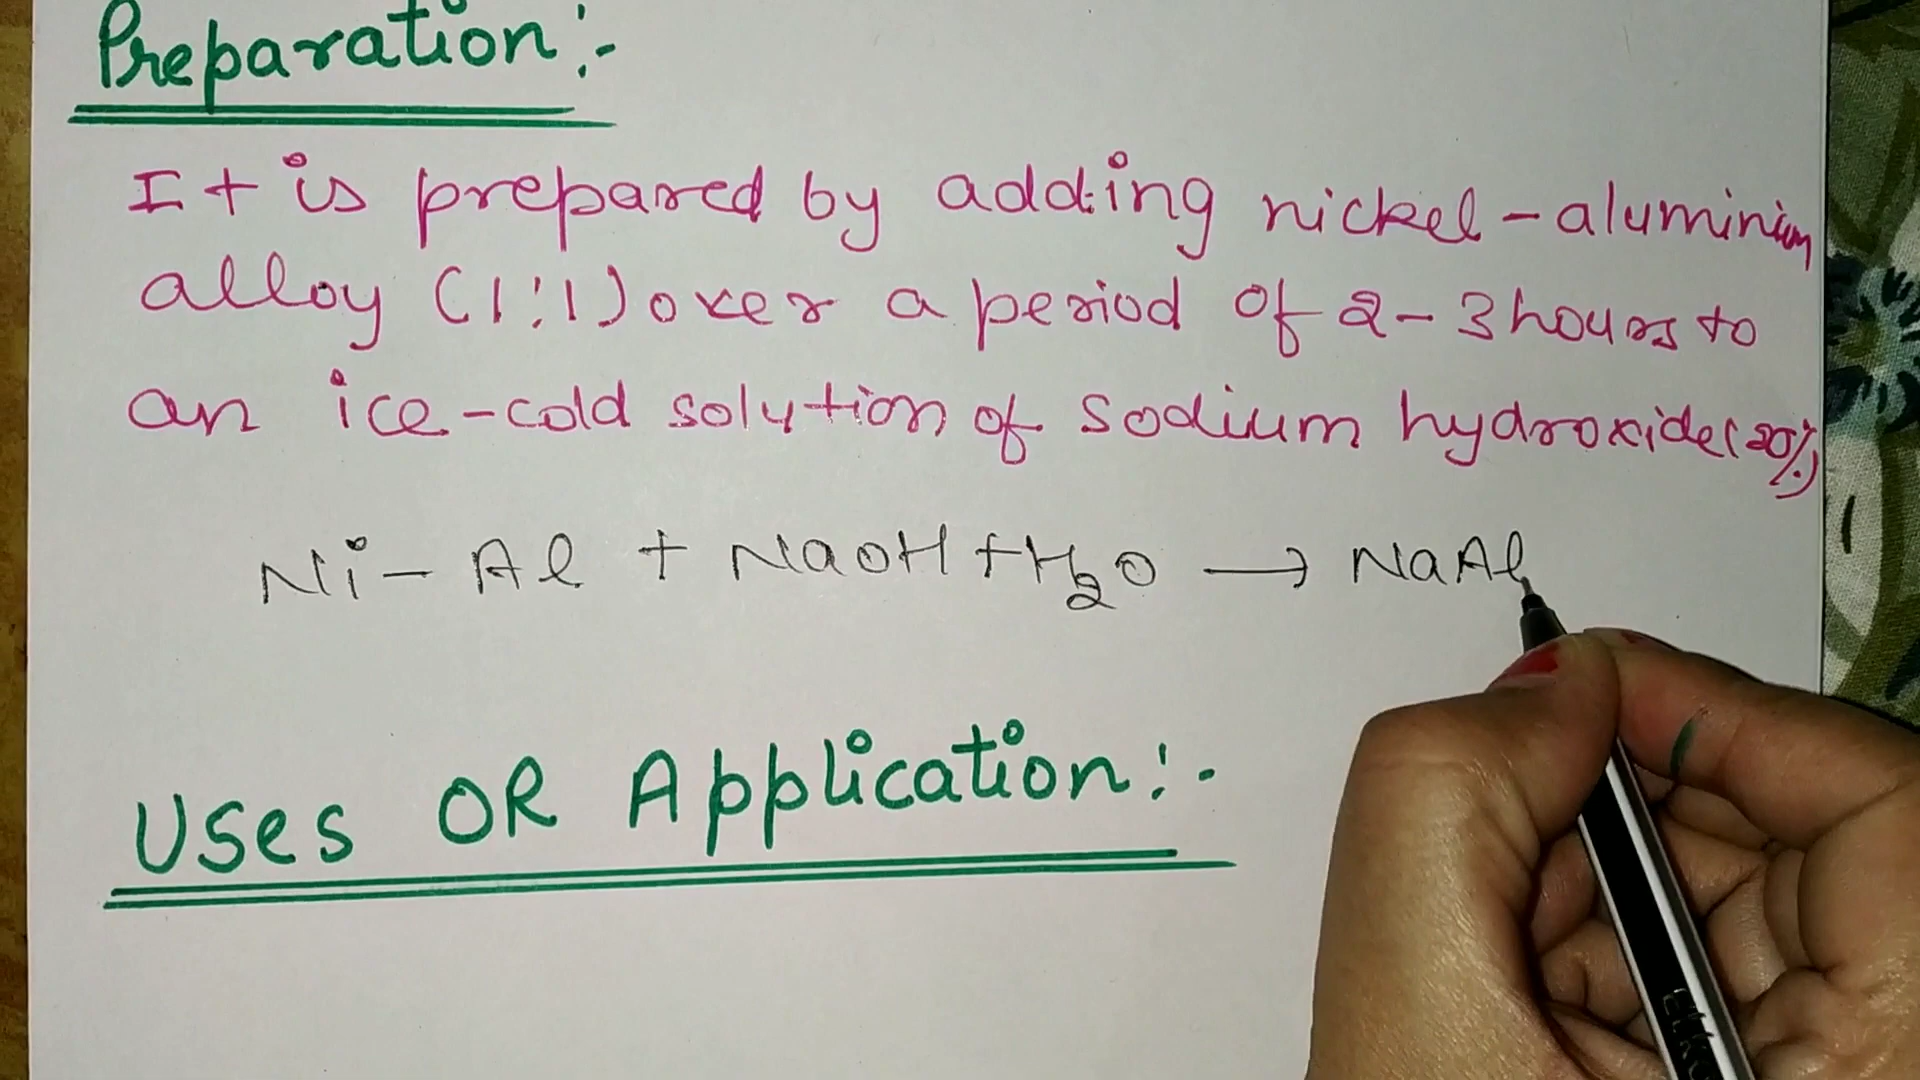 Preparation:-
It is prepared by adding nickel-aluminium
alloy (1:1) over a period of 2-3 hours to
an ice-cold solution of sodium hydroxide (20%)
Ni-Al + NaOH + H2O → NaAl
Uses OR Application:-